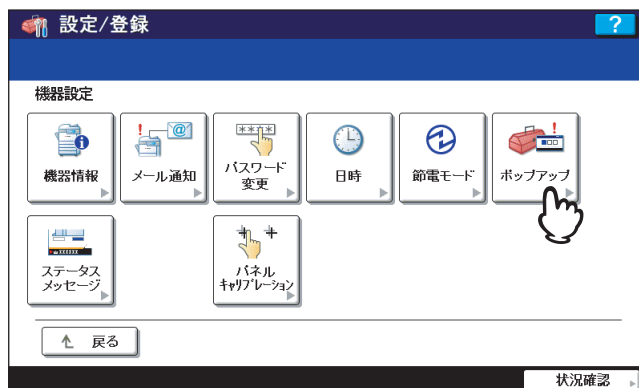 設定/登録
?
機器設定
機器情報
メール通知
@
****
パスワード
変更
日時
節電モード
ポップアップ
XXXXXX
ステータス
メッセージ
パネル
ｷｬﾘﾌﾞﾚｰｼｮﾝ
戻る
状況確認